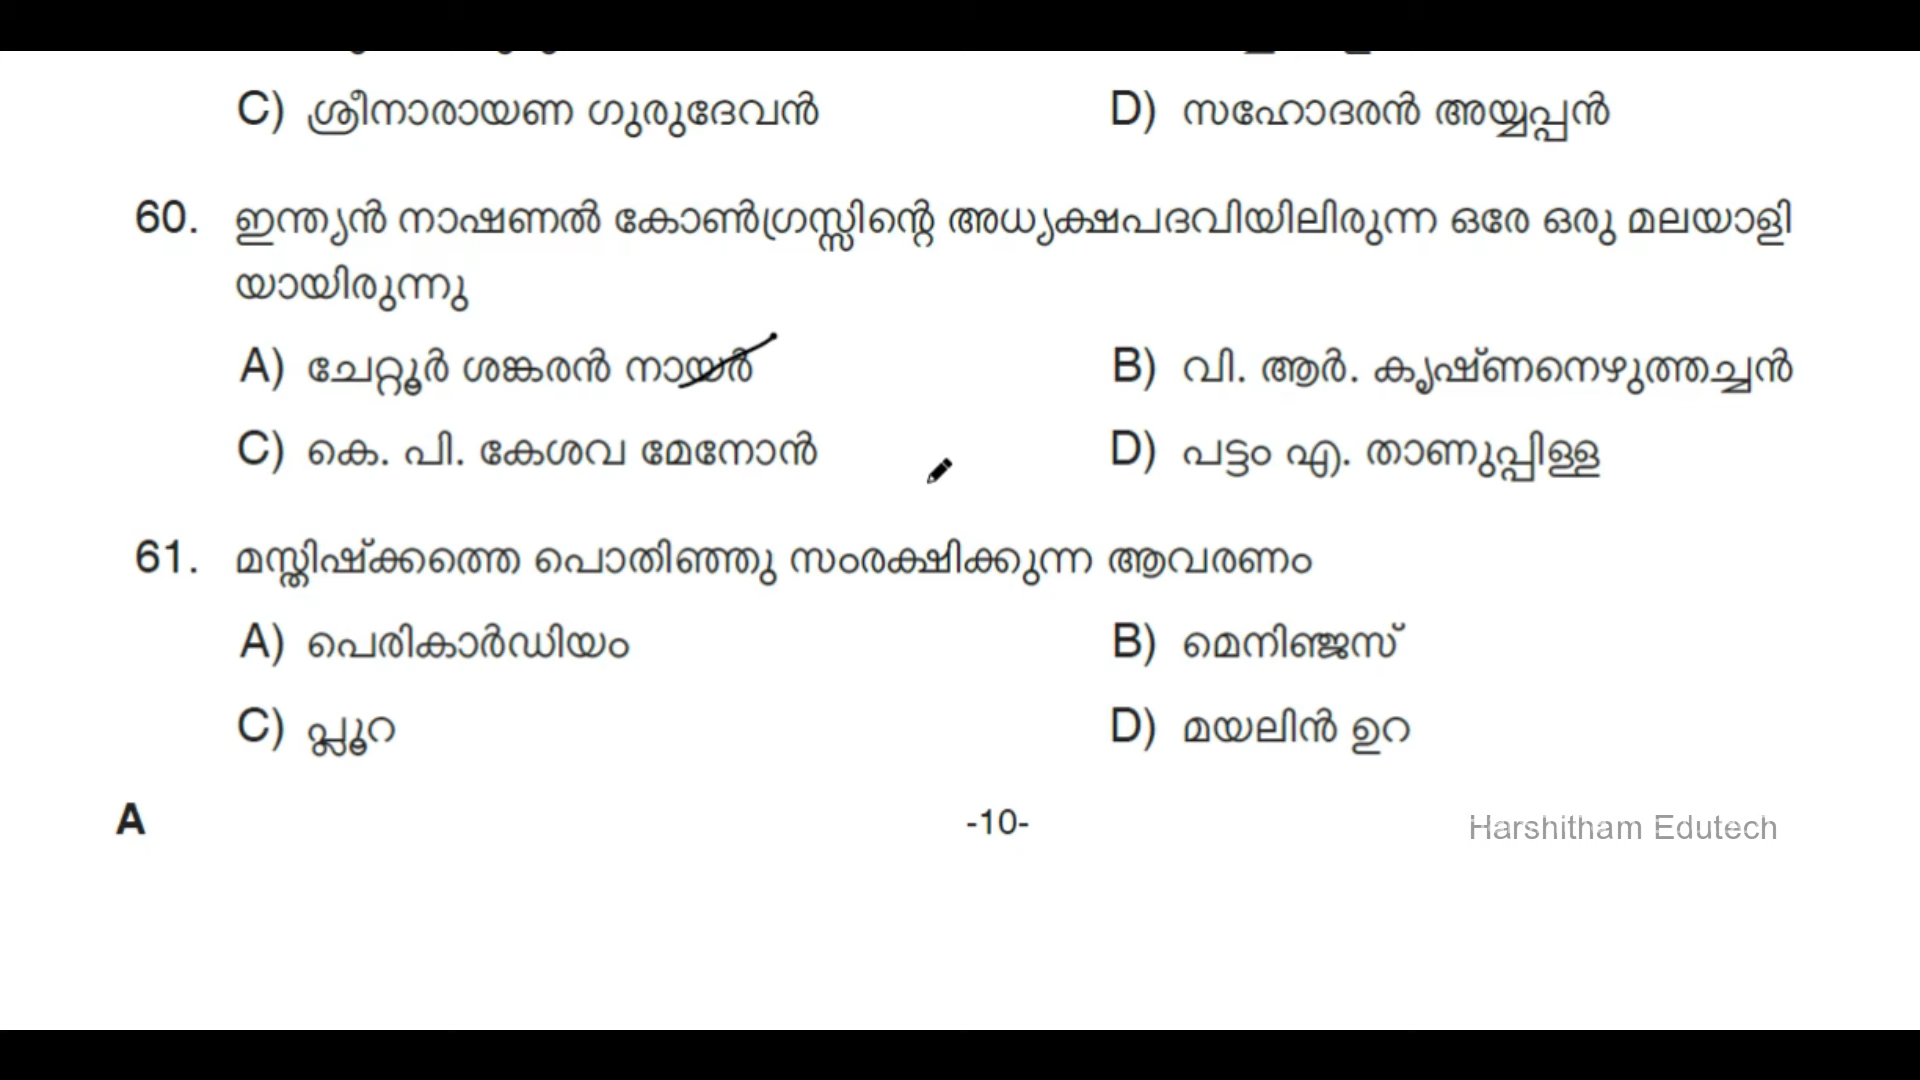 C) ശ്രീനാരായണ ഗുരുദേവൻ D) സഹോദരൻ അയ്യപ്പൻ
60. ഇന്ത്യൻ നാഷണൽ കോൺഗ്രസ്സിന്റെ അധ്യക്ഷപദവിയിലിരുന്ന ഒരേ ഒരു മലയാളി
യായിരുന്നു
A) ചേറ്റൂർ ശങ്കരൻ നായർ B) വി. ആർ. കൃഷ്ണനെഴുത്തച്ചൻ
C) കെ. പി. കേശവ മേനോൻ D) പട്ടം എ. താണുപ്പിള്ള
61. മസ്തിഷ്ക്കത്തെ പൊതിഞ്ഞു സംരക്ഷിക്കുന്ന ആവരണം
A) പെരികാർഡിയം B) മെനിഞ്ജസ്
C) പ്ലൂറ D) മയലിൻ ഉറ
A -10- Harshitham Edutech